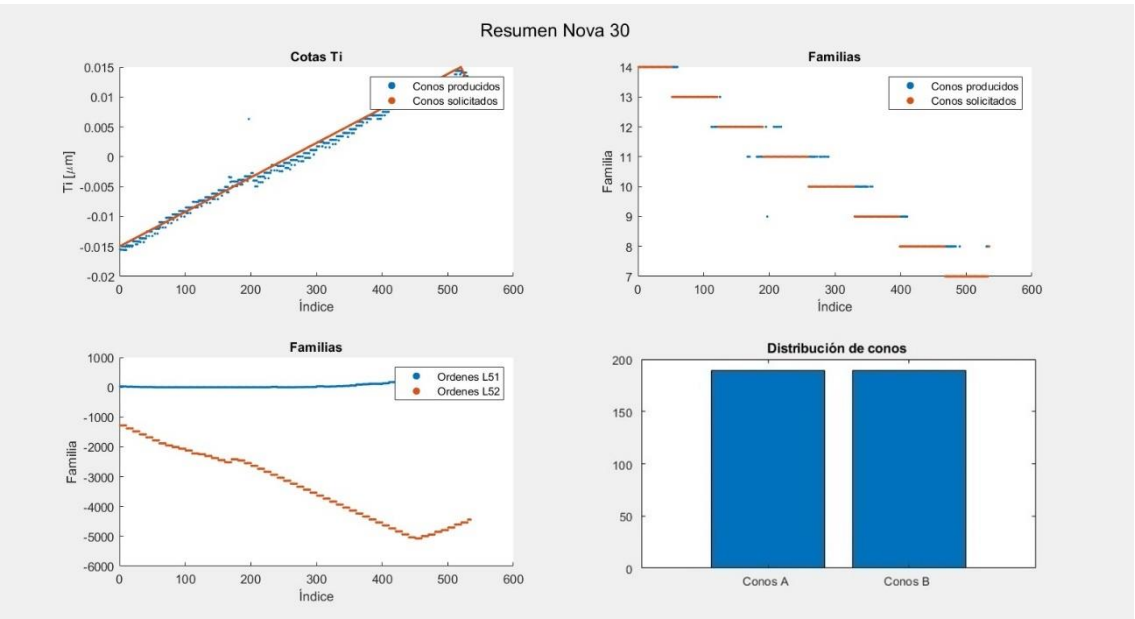 Resumen Nova 30
Cotas Ti
Ti [μm]
0.015
0.01
0.005
0
-0.005
-0.01
-0.015
-0.02
0 100 200 300 400 500 600
Índice
Conos producidos
Conos solicitados
Familias
Familia
14
13
12
11
10
9
8
7
0 100 200 300 400 500 600
Índice
Conos producidos
Conos solicitados
Familias
Familia
1000
0
-1000
-2000
-3000
-4000
-5000
-6000
0 100 200 300 400 500 600
Índice
Ordenes L51
Ordenes L52
Distribución de conos
200
150
100
50
0
Conos A Conos B